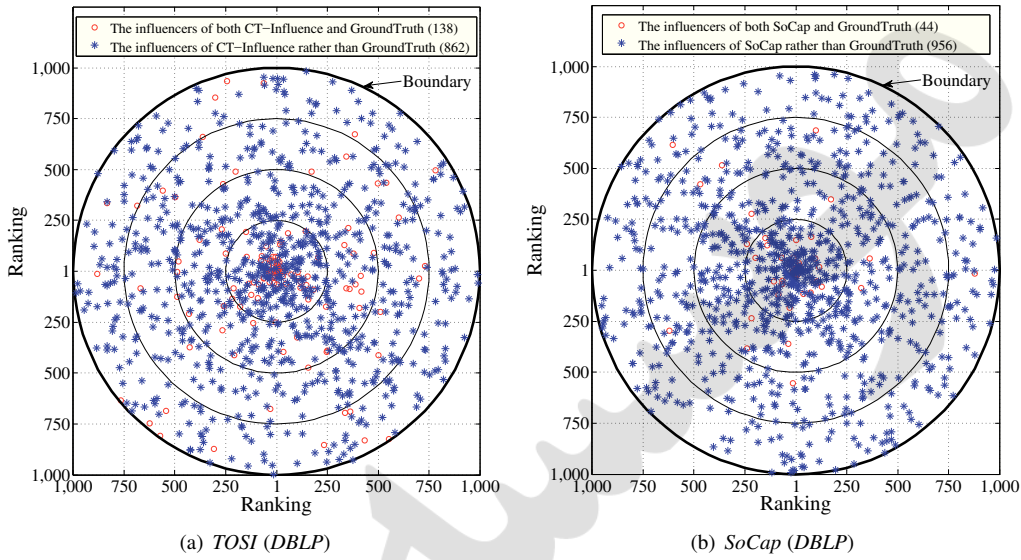 The influencers of both CT−Influence and GroundTruth (138)
The influencers of CT−Influence rather than GroundTruth (862)
1,000
Boundary
750
500
250
Ranking
1
250
500
750
1,000
1,000 750 500 250 1 250 500 750 1,000
Ranking
(a) TOSI (DBLP)
The influencers of both SoCap and GroundTruth (44)
The influencers of SoCap rather than GroundTruth (956)
1,000
Boundary
750
500
250
Ranking
1
250
500
750
1,000
1,000 750 500 250 1 250 500 750 1,000
Ranking
(b) SoCap (DBLP)